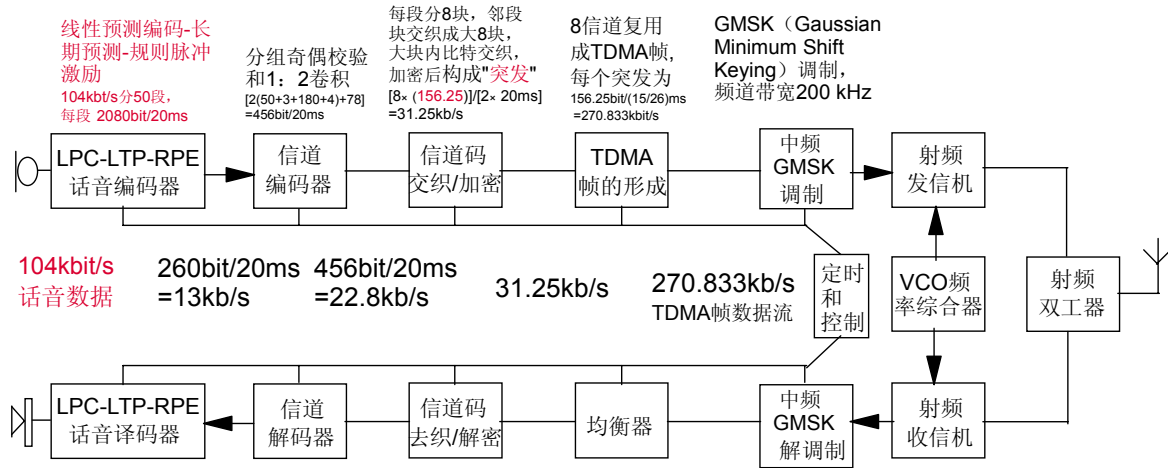 线性预测编码-长
期预测-规则脉冲
激励
104kbt/s分50段，
每段 2080bit/20ms
分组奇偶校验
和1：2卷积
[2(50+3+180+4)+78]
=456bit/20ms
每段分8块，邻段
块交织成大8块，
大块内比特交织，
加密后构成"突发"
[8× (156.25)]/[2× 20ms]
=31.25kb/s
8信道复用
成TDMA帧,
每个突发为
156.25bit/(15/26)ms
=270.833kbit/s
GMSK（Gaussian
Minimum Shift
Keying）调制，
频道带宽200 kHz
LPC-LTP-RPE
话音编码器
信道
编码器
信道码
交织/加密
TDMA
帧的形成
中频
GMSK
调制
射频
发信机
104kbit/s
话音数据
260bit/20ms
=13kb/s
456bit/20ms
=22.8kb/s
31.25kb/s
270.833kb/s
TDMA帧数据流
定时
和
控制
VCO频
率综合器
射频
双工器
LPC-LTP-RPE
话音译码器
信道
解码器
信道码
去织/解密
均衡器
中频
GMSK
解调制
射频
收信机